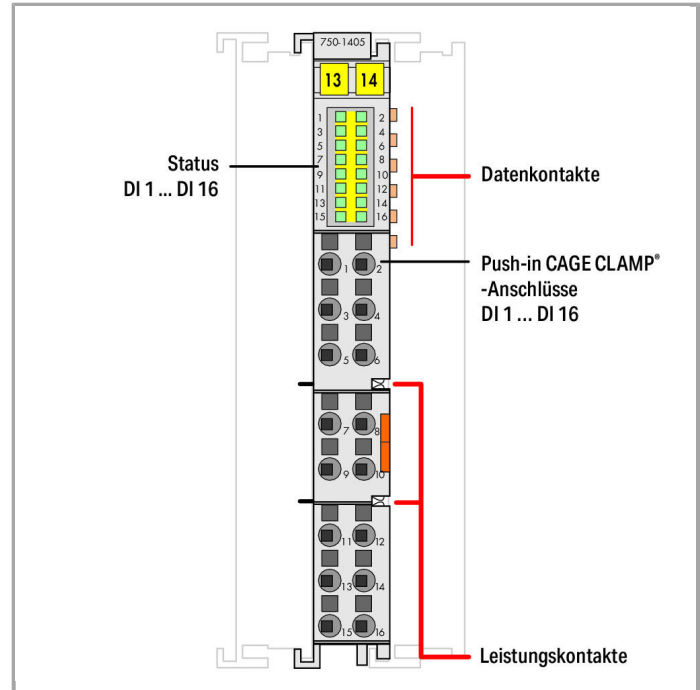 750-1405
13 14
1 2
3 4
5 6
7 8
9 10
11 12
13 14
15 16
Status
DI 1 ... DI 16
Datenkontakte
Push-in CAGE CLAMP®
-Anschlüsse
DI 1 ... DI 16
1 2
3 4
5 6
7 8
9 10
11 12
13 14
15 16
Leistungskontakte